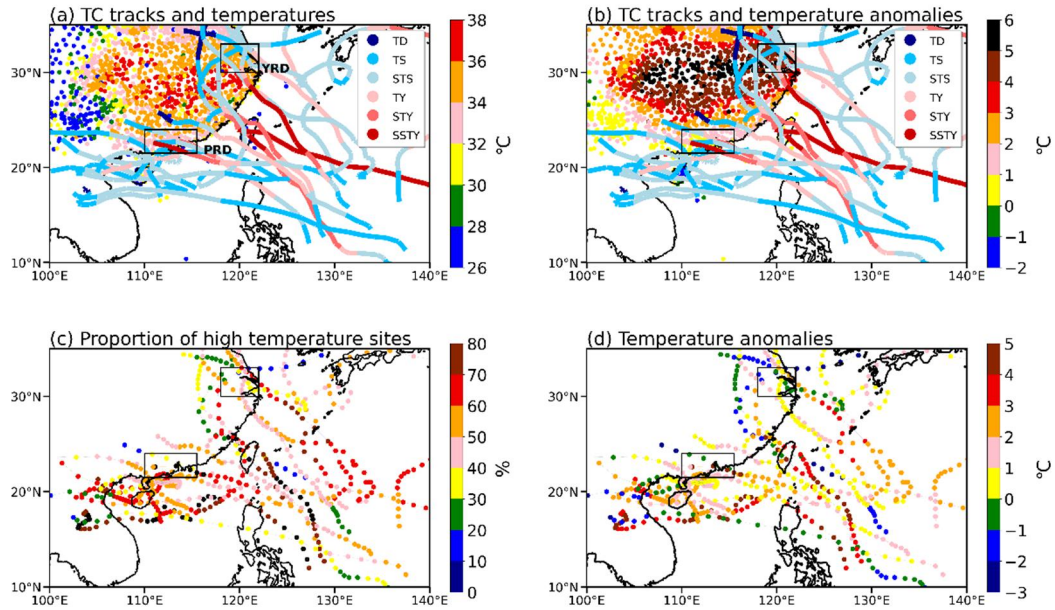 (a) TC tracks and temperatures
30°N
20°N
10°N
100°E
110°E
120°E
130°E
140°E
YRD
PRD
TD
TS
STS
TY
STY
SSTY
38
36
34
32
30
28
26
°C
(b) TC tracks and temperature anomalies
30°N
20°N
10°N
100°E
110°E
120°E
130°E
140°E
TD
TS
STS
TY
STY
SSTY
6
5
4
3
2
1
0
−1
−2
°C
(c) Proportion of high temperature sites
30°N
20°N
10°N
100°E
110°E
120°E
130°E
140°E
80
70
60
50
40
30
20
10
0
%
(d) Temperature anomalies
30°N
20°N
10°N
100°E
110°E
120°E
130°E
140°E
5
4
3
2
1
0
−1
−2
−3
°C